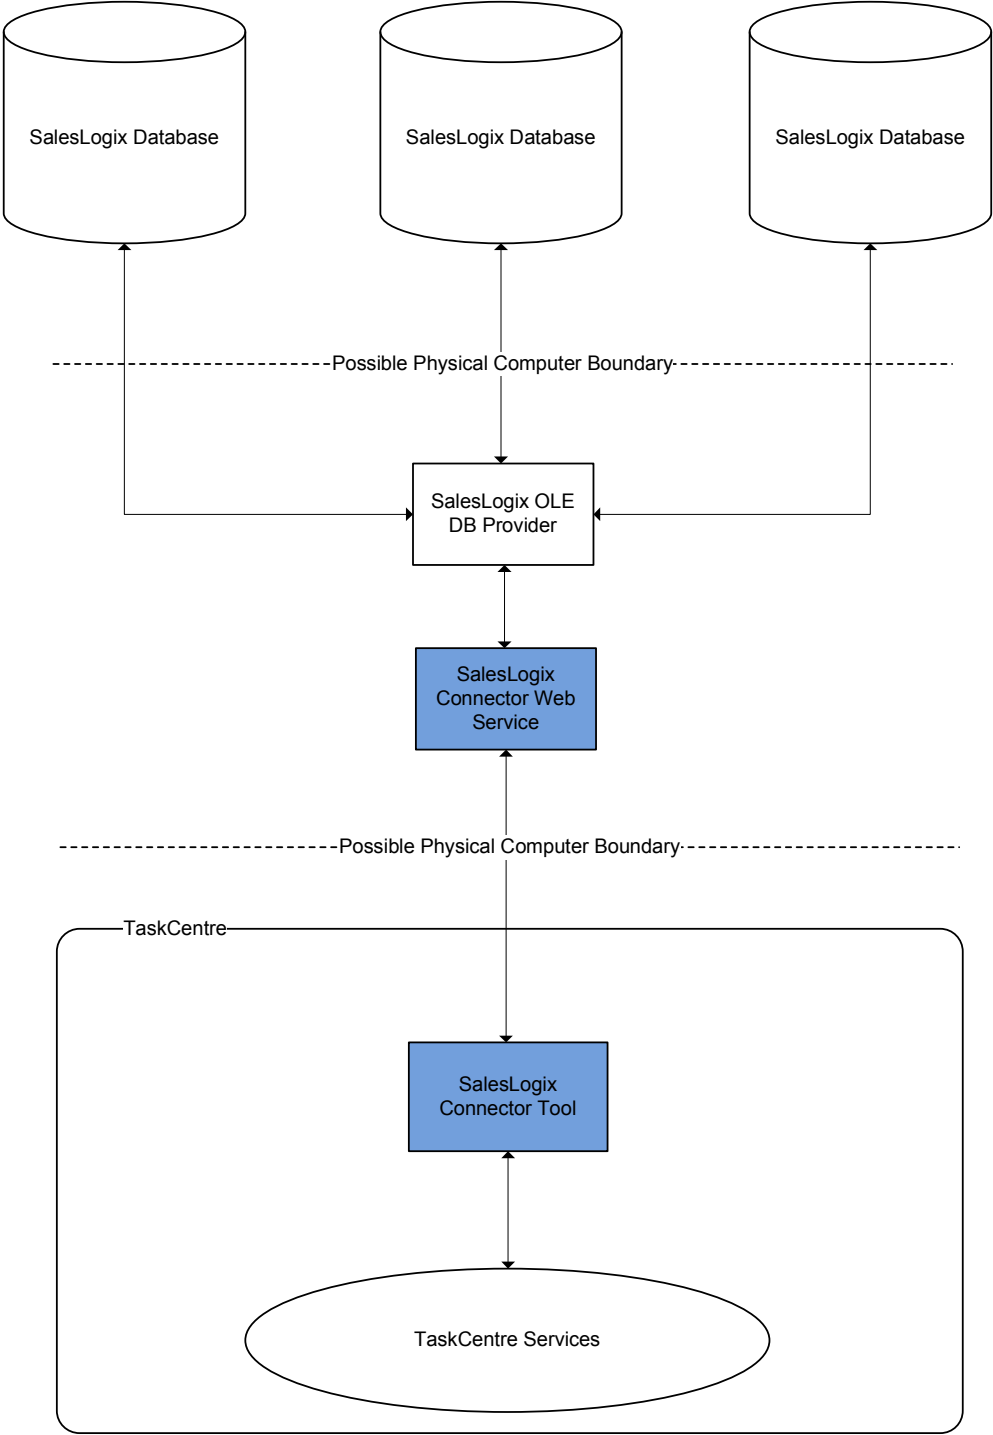 SalesLogix Database
SalesLogix Database
SalesLogix Database
Possible Physical Computer Boundary
SalesLogix OLE
DB Provider
SalesLogix
Connector Web
Service
Possible Physical Computer Boundary
TaskCentre
SalesLogix
Connector Tool
TaskCentre Services